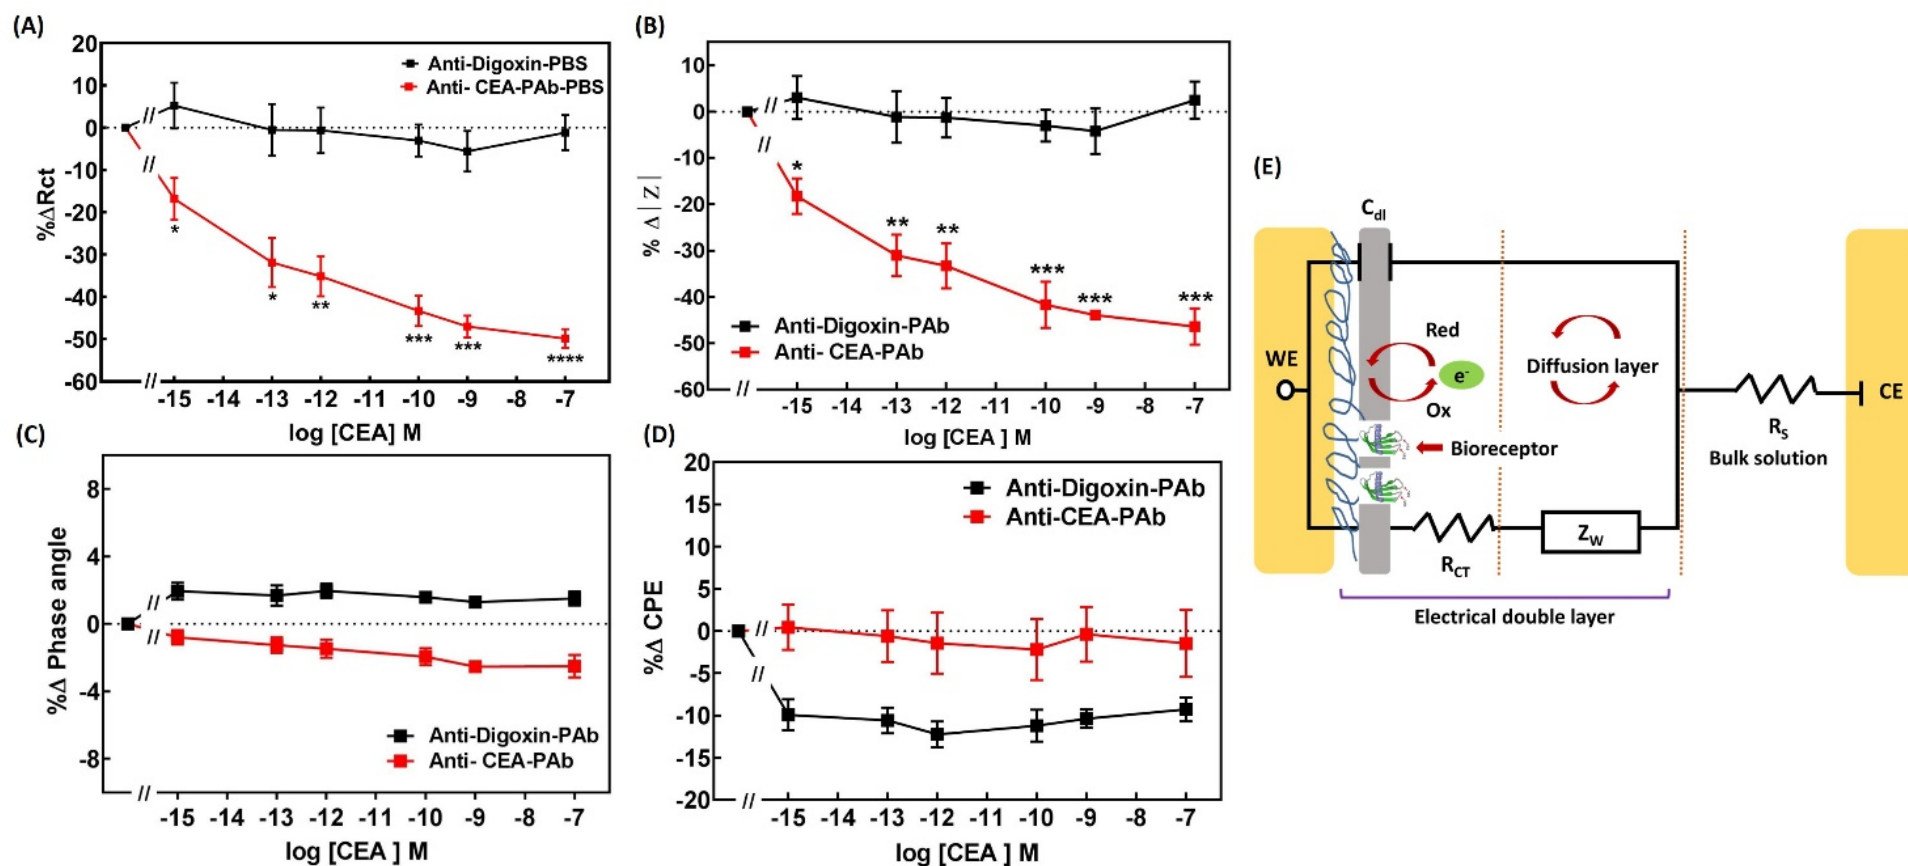 (A)
20
10
0
-10
-20
-30
-40
-50
-60
%ΔRct
Anti-Digoxin-PBS
Anti- CEA-PAb-PBS
//
//
*
*
**
***
***
****
//
-15 -14 -13 -12 -11 -10 -9 -8 -7
log [CEA] M
(B)
10
0
-10
-20
-30
-40
-50
-60
% Δ | Z |
//
//
*
**
**
***
***
***
Anti-Digoxin-PAb
Anti- CEA-PAb
//
-15 -14 -13 -12 -11 -10 -9 -8 -7
log [CEA ] M
(C)
8
4
0
-4
-8
%Δ Phase angle
//
//
Anti-Digoxin-PAb
Anti- CEA-PAb
//
-15 -14 -13 -12 -11 -10 -9 -8 -7
log [CEA ] M
(D)
20
15
10
5
0
-5
-10
-15
-20
%Δ CPE
Anti-Digoxin-PAb
Anti-CEA-PAb
//
//
//
-15 -14 -13 -12 -11 -10 -9 -8 -7
log [CEA ] M
(E)
Cdl
WE
Red
e-
Ox
Diffusion layer
Bioreceptor
RS
Bulk solution
CE
RCT
ZW
Electrical double layer